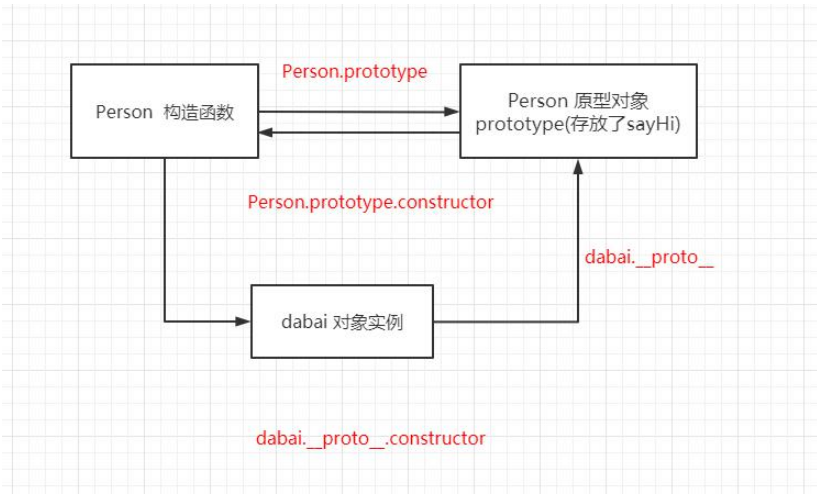 Person.prototype
Person 构造函数
Person 原型对象
prototype(存放了sayHi)
Person.prototype.constructor
dabai.__proto__
dabai 对象实例
dabai.__proto__.constructor